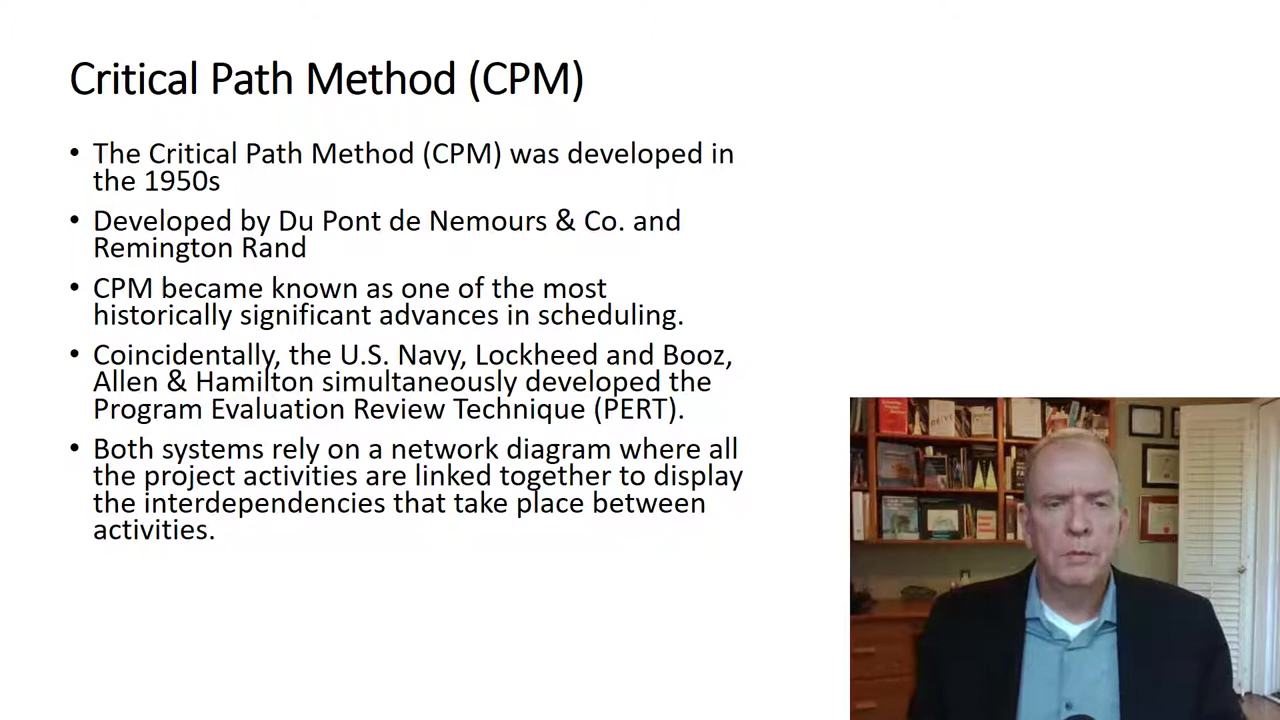 Critical Path Method (CPM)
• The Critical Path Method (CPM) was developed in
the 1950s
• Developed by Du Pont de Nemours & Co. and
Remington Rand
• CPM became known as one of the most
historically significant advances in scheduling.
• Coincidentally, the U.S. Navy, Lockheed and Booz,
Allen & Hamilton simultaneously developed the
Program Evaluation Review Technique (PERT).
• Both systems rely on a network diagram where all
the project activities are linked together to display
the interdependencies that take place between
activities.